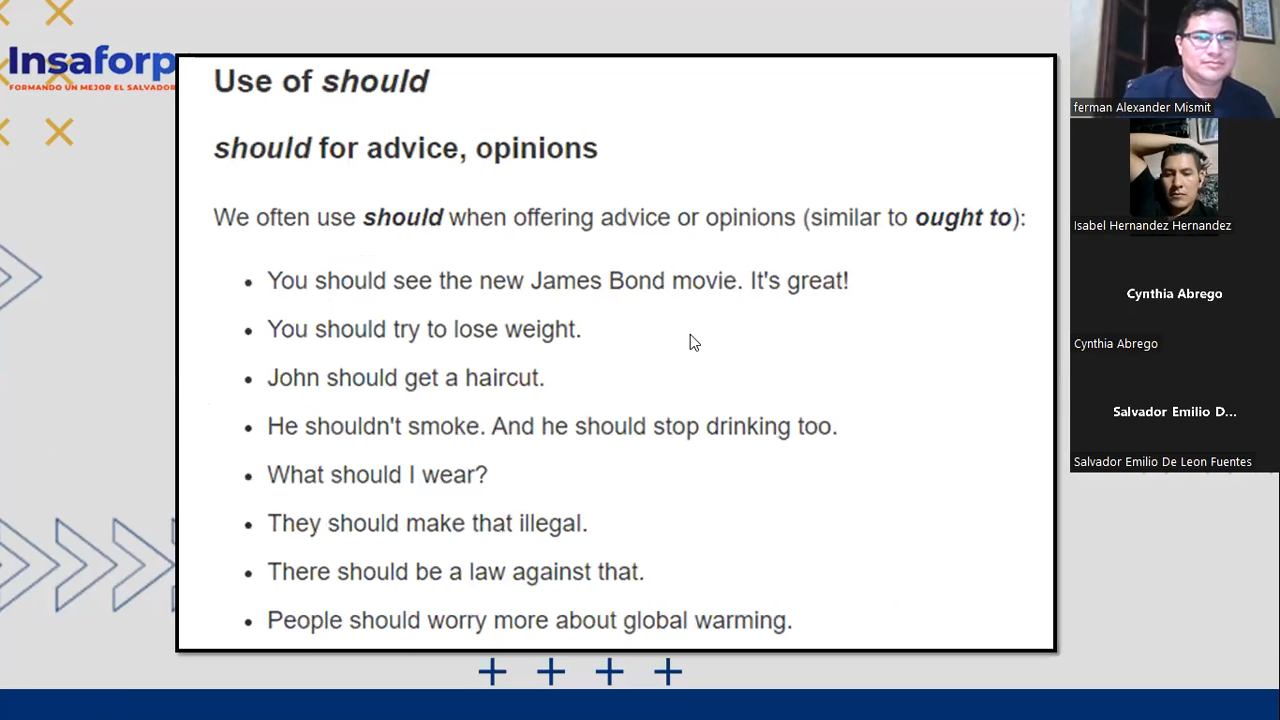 Insaforp
FORMANDO UN MEJOR EL SALVADOR
Use of should
should for advice, opinions
We often use should when offering advice or opinions (similar to ought to):
• You should see the new James Bond movie. It's great!
• You should try to lose weight.
• John should get a haircut.
• He shouldn't smoke. And he should stop drinking too.
• What should I wear?
• They should make that illegal.
• There should be a law against that.
• People should worry more about global warming.
ferman Alexander Mismit
Isabel Hernandez Hernandez
Cynthia Abrego
Cynthia Abrego
Salvador Emilio D...
Salvador Emilio De Leon Fuentes